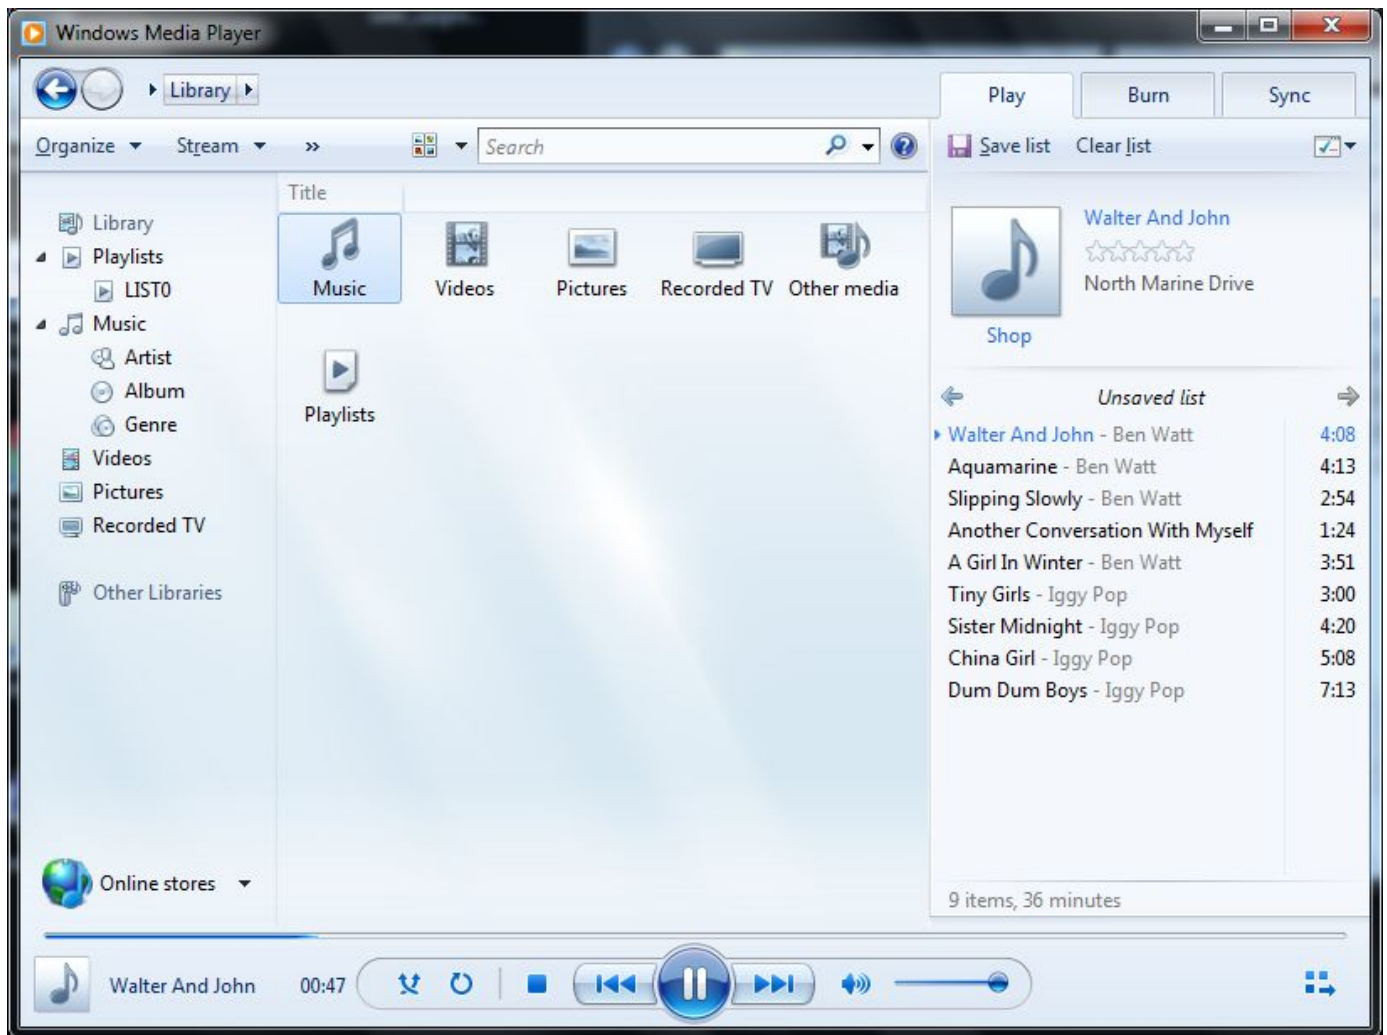 Windows Media Player
Library
Play
Burn
Sync
Organize
Stream
»
Search
Save list
Clear list
Title
Library
Playlists
LIST0
Music
Artist
Album
Genre
Videos
Pictures
Recorded TV
Other Libraries
Online stores
Music
Videos
Pictures
Recorded TV
Other media
Playlists
Walter And John
North Marine Drive
Shop
Unsaved list
Walter And John - Ben Watt 4:08
Aquamarine - Ben Watt 4:13
Slipping Slowly - Ben Watt 2:54
Another Conversation With Myself 1:24
A Girl In Winter - Ben Watt 3:51
Tiny Girls - Iggy Pop 3:00
Sister Midnight - Iggy Pop 4:20
China Girl - Iggy Pop 5:08
Dum Dum Boys - Iggy Pop 7:13
9 items, 36 minutes
Walter And John 00:47